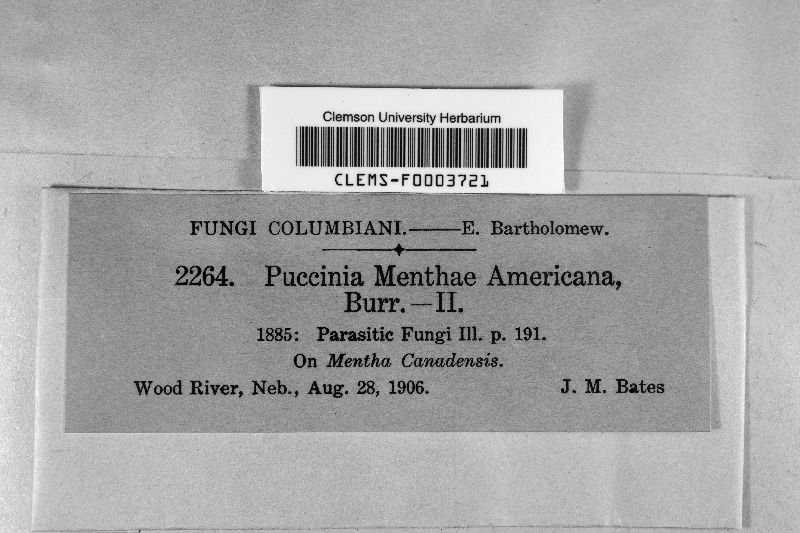 Clemson University Herbarium
CLEMS-F0003721
FUNGI COLUMBIANI.——E. Bartholomew.
2264. Puccinia Menthae Americana,
Burr.—II.
1885: Parasitic Fungi Ill. p. 191.
On Mentha Canadensis.
Wood River, Neb., Aug. 28, 1906. J. M. Bates